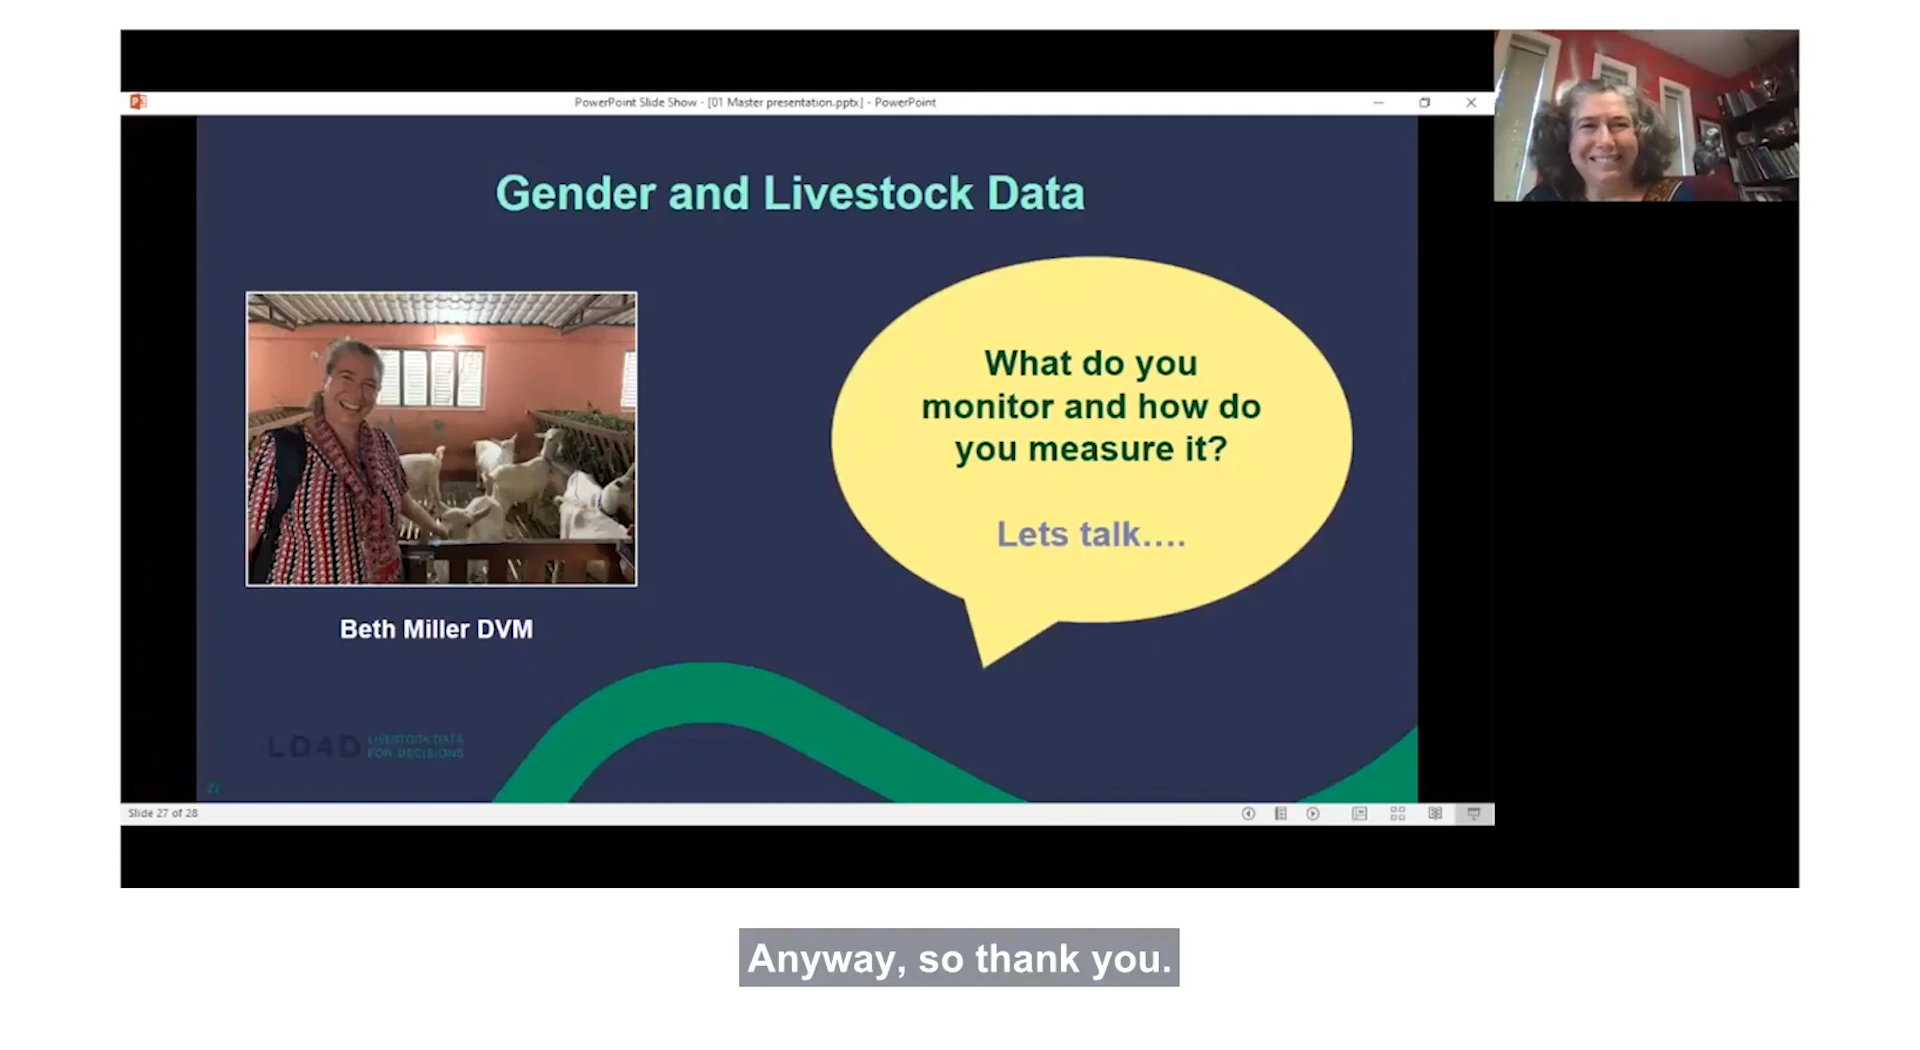 PowerPoint Slide Show - [01 Master presentation.pptx] - PowerPoint
Gender and Livestock Data
What do you
monitor and how do
you measure it?
Lets talk....
Beth Miller DVM
LD4D LIVESTOCK DATA
FOR DECISIONS
27
Slide 27 of 28
Anyway, so thank you.